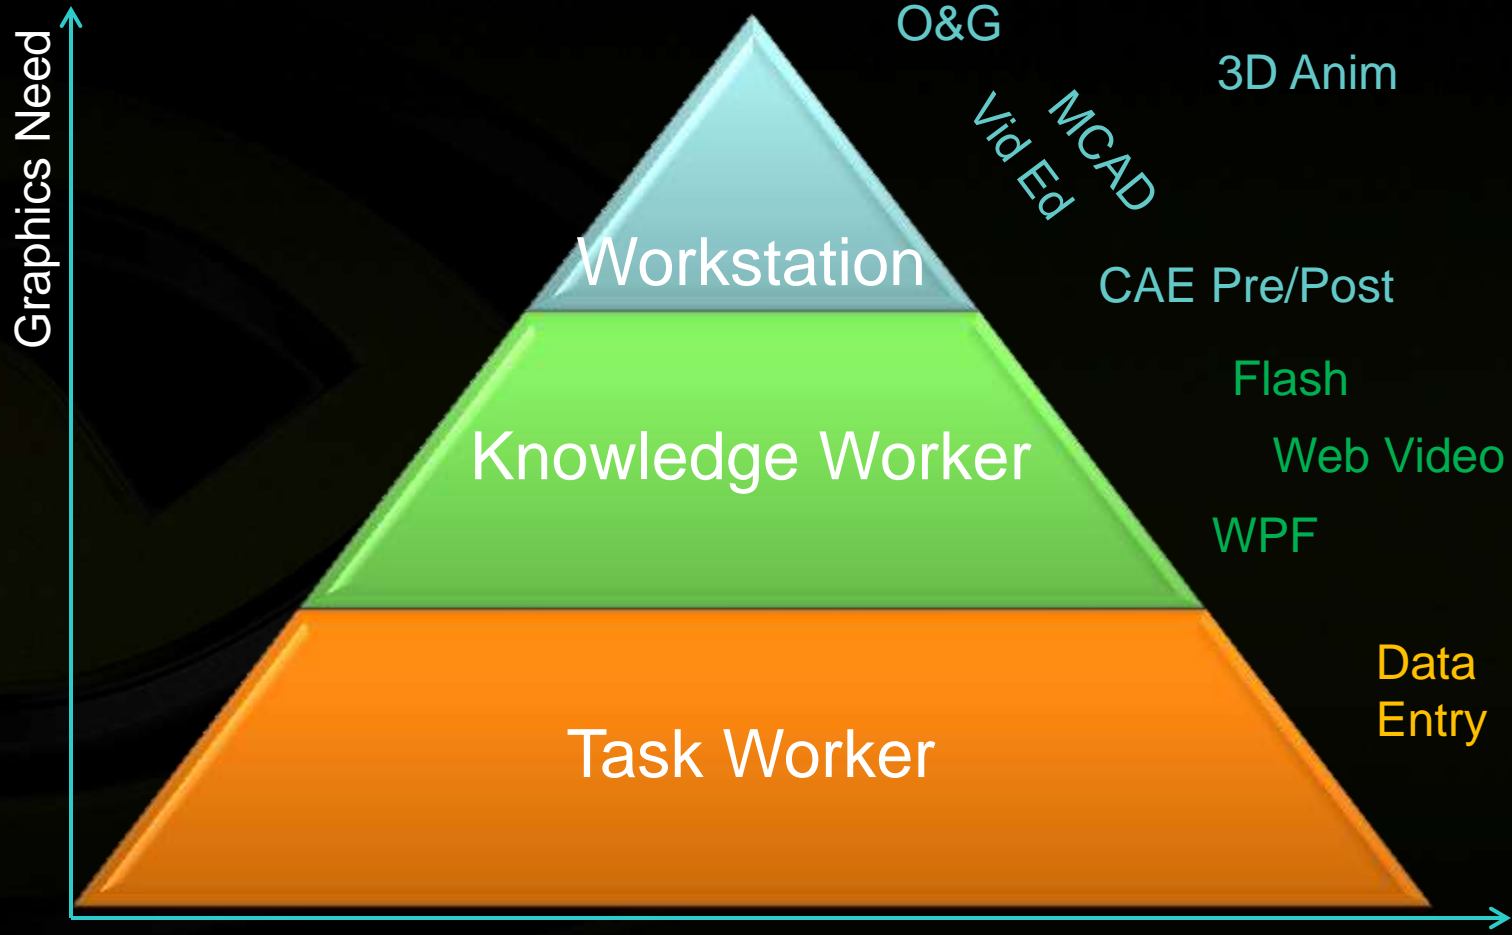 Graphics Need
O&G
3D Anim
MCAD
Vid Ed
Workstation
CAE Pre/Post
Flash
Knowledge Worker
Web Video
WPF
Data
Entry
Task Worker